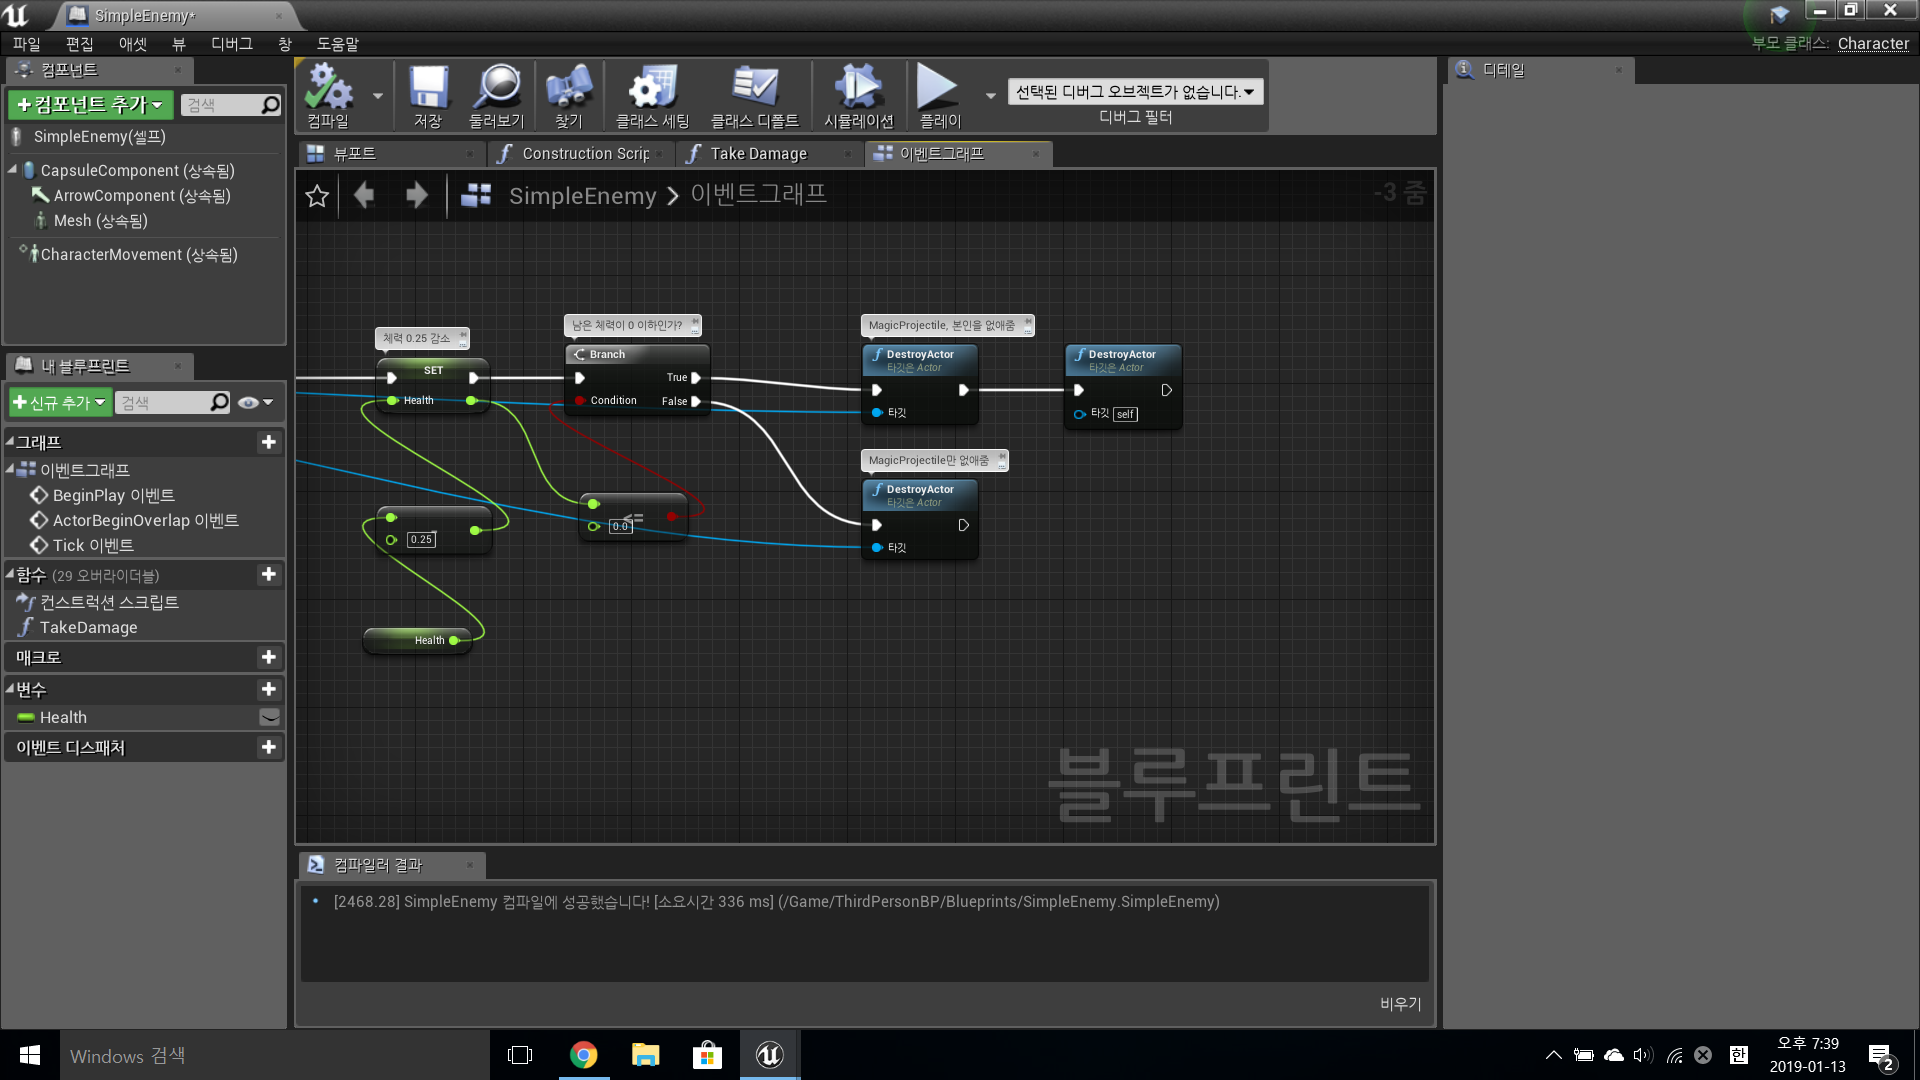 SimpleEnemy*
파일 편집 애셋 뷰 디버그 창 도움말
부모 클래스: Character
컴포넌트
+컴포넌트 추가
검색
SimpleEnemy(셀프)
CapsuleComponent (상속됨)
ArrowComponent (상속됨)
Mesh (상속됨)
CharacterMovement (상속됨)
컴파일 저장 둘러보기 찾기 클래스 세팅 클래스 디폴트 시뮬레이션 플레이
선택된 디버그 오브젝트가 없습니다.
디버그 필터
디테일
뷰포트
Construction Scrip
Take Damage
이벤트그래프
SimpleEnemy > 이벤트그래프
-3 줌
체력 0.25 감소
SET
Health
남은 체력이 0 이하인가?
Branch
True
Condition False
MagicProjectile, 본인을 없애줌
DestroyActor
타깃은 Actor
타깃
DestroyActor
타깃은 Actor
타깃 self
MagicProjectile만 없애줌
DestroyActor
타깃은 Actor
타깃
-
0.25
<=
0.0
Health
블루프린트
내 블루프린트
+신규 추가
검색
그래프
이벤트그래프
BeginPlay 이벤트
ActorBeginOverlap 이벤트
Tick 이벤트
함수 (29 오버라이더블)
컨스트럭션 스크립트
TakeDamage
매크로
변수
Health
이벤트 디스패처
컴파일러 결과
[2468.28] SimpleEnemy 컴파일에 성공했습니다! [소요시간 336 ms] (/Game/ThirdPersonBP/Blueprints/SimpleEnemy.SimpleEnemy)
비우기
Windows 검색
한
오후 7:39
2019-01-13
2